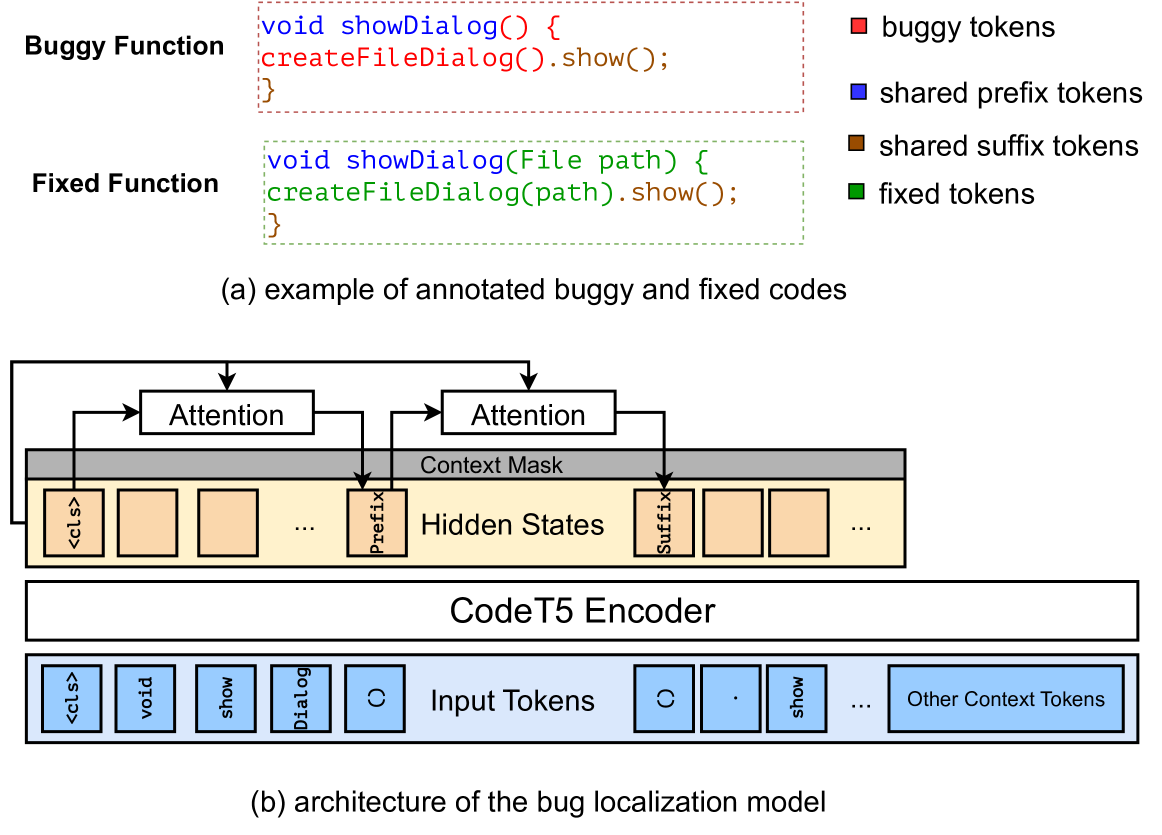 Buggy Function
void showDialog() {
createFileDialog().show();
}
buggy tokens
shared prefix tokens
shared suffix tokens
fixed tokens
Fixed Function
void showDialog(File path) {
createFileDialog(path).show();
}
(a) example of annotated buggy and fixed codes
Attention
Attention
Context Mask
<cls>
...
Prefix
Hidden States
Suffix
...
CodeT5 Encoder
<cls>
void
show
Dialog
()
Input Tokens
()
.
show
...
Other Context Tokens
(b) architecture of the bug localization model